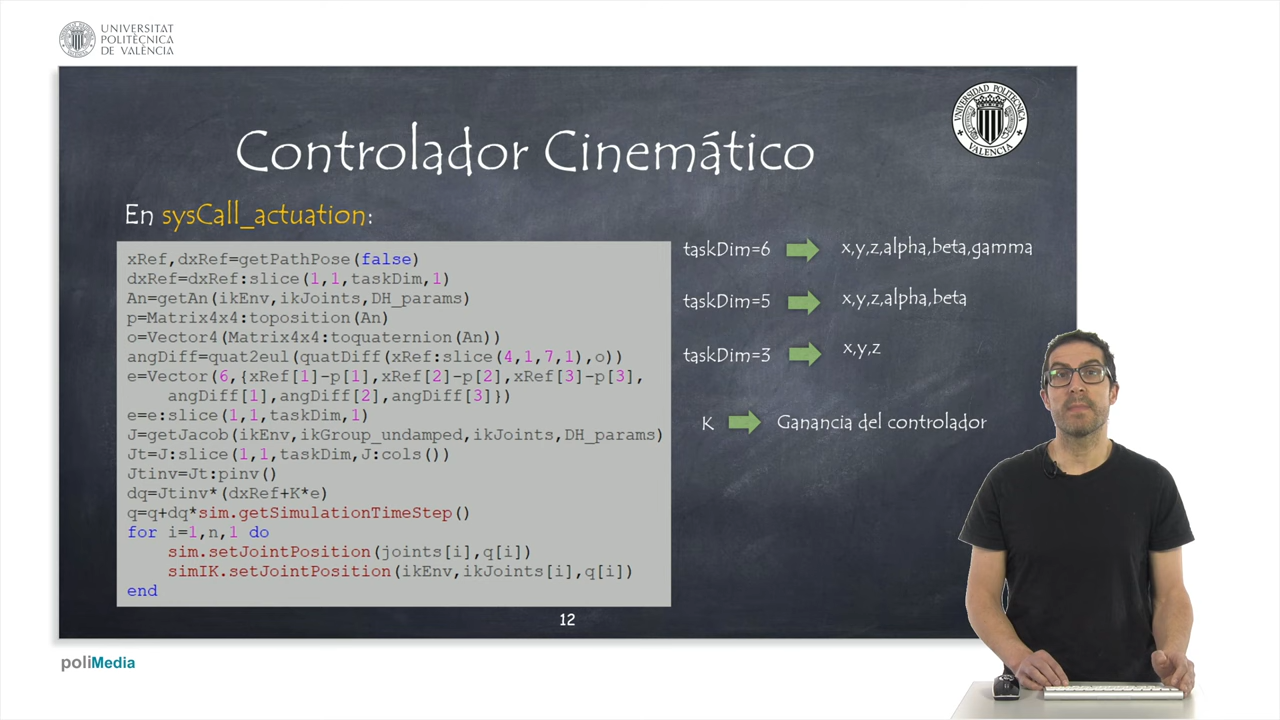 UNIVERSITAT
POLITÈCNICA
DE VALÈNCIA
UNIVERSIDAD POLITECNICA
VALENCIA
Controlador Cinemático
En sysCall_actuation:
xRef,dxRef=getPathPose(false)
dxRef=dxRef:slice(1,1,taskDim,1)
An=getAn(ikEnv,ikJoints,DH_params)
p=Matrix4x4:toposition(An)
o=Vector4(Matrix4x4:toquaternion(An))
angDiff=quat2eul(quatDiff(xRef:slice(4,1,7,1),o))
e=Vector(6,{xRef[1]-p[1],xRef[2]-p[2],xRef[3]-p[3],
angDiff[1],angDiff[2],angDiff[3]})
e=e:slice(1,1,taskDim,1)
J=getJacob(ikEnv,ikGroup_undamped,ikJoints,DH_params)
Jt=J:slice(1,1,taskDim,J:cols())
Jtinv=Jt:pinv()
dq=Jtinv*(dxRef+K*e)
q=q+dq*sim.getSimulationTimeStep()
for i=1,n,1 do
sim.setJointPosition(joints[i],q[i])
simIK.setJointPosition(ikEnv,ikJoints[i],q[i])
end
taskDim=6 x,y,z,alpha,beta,gamma
taskDim=5 x,y,z,alpha,beta
taskDim=3 x,y,z
K Ganancia del controlador
12
poliMedia